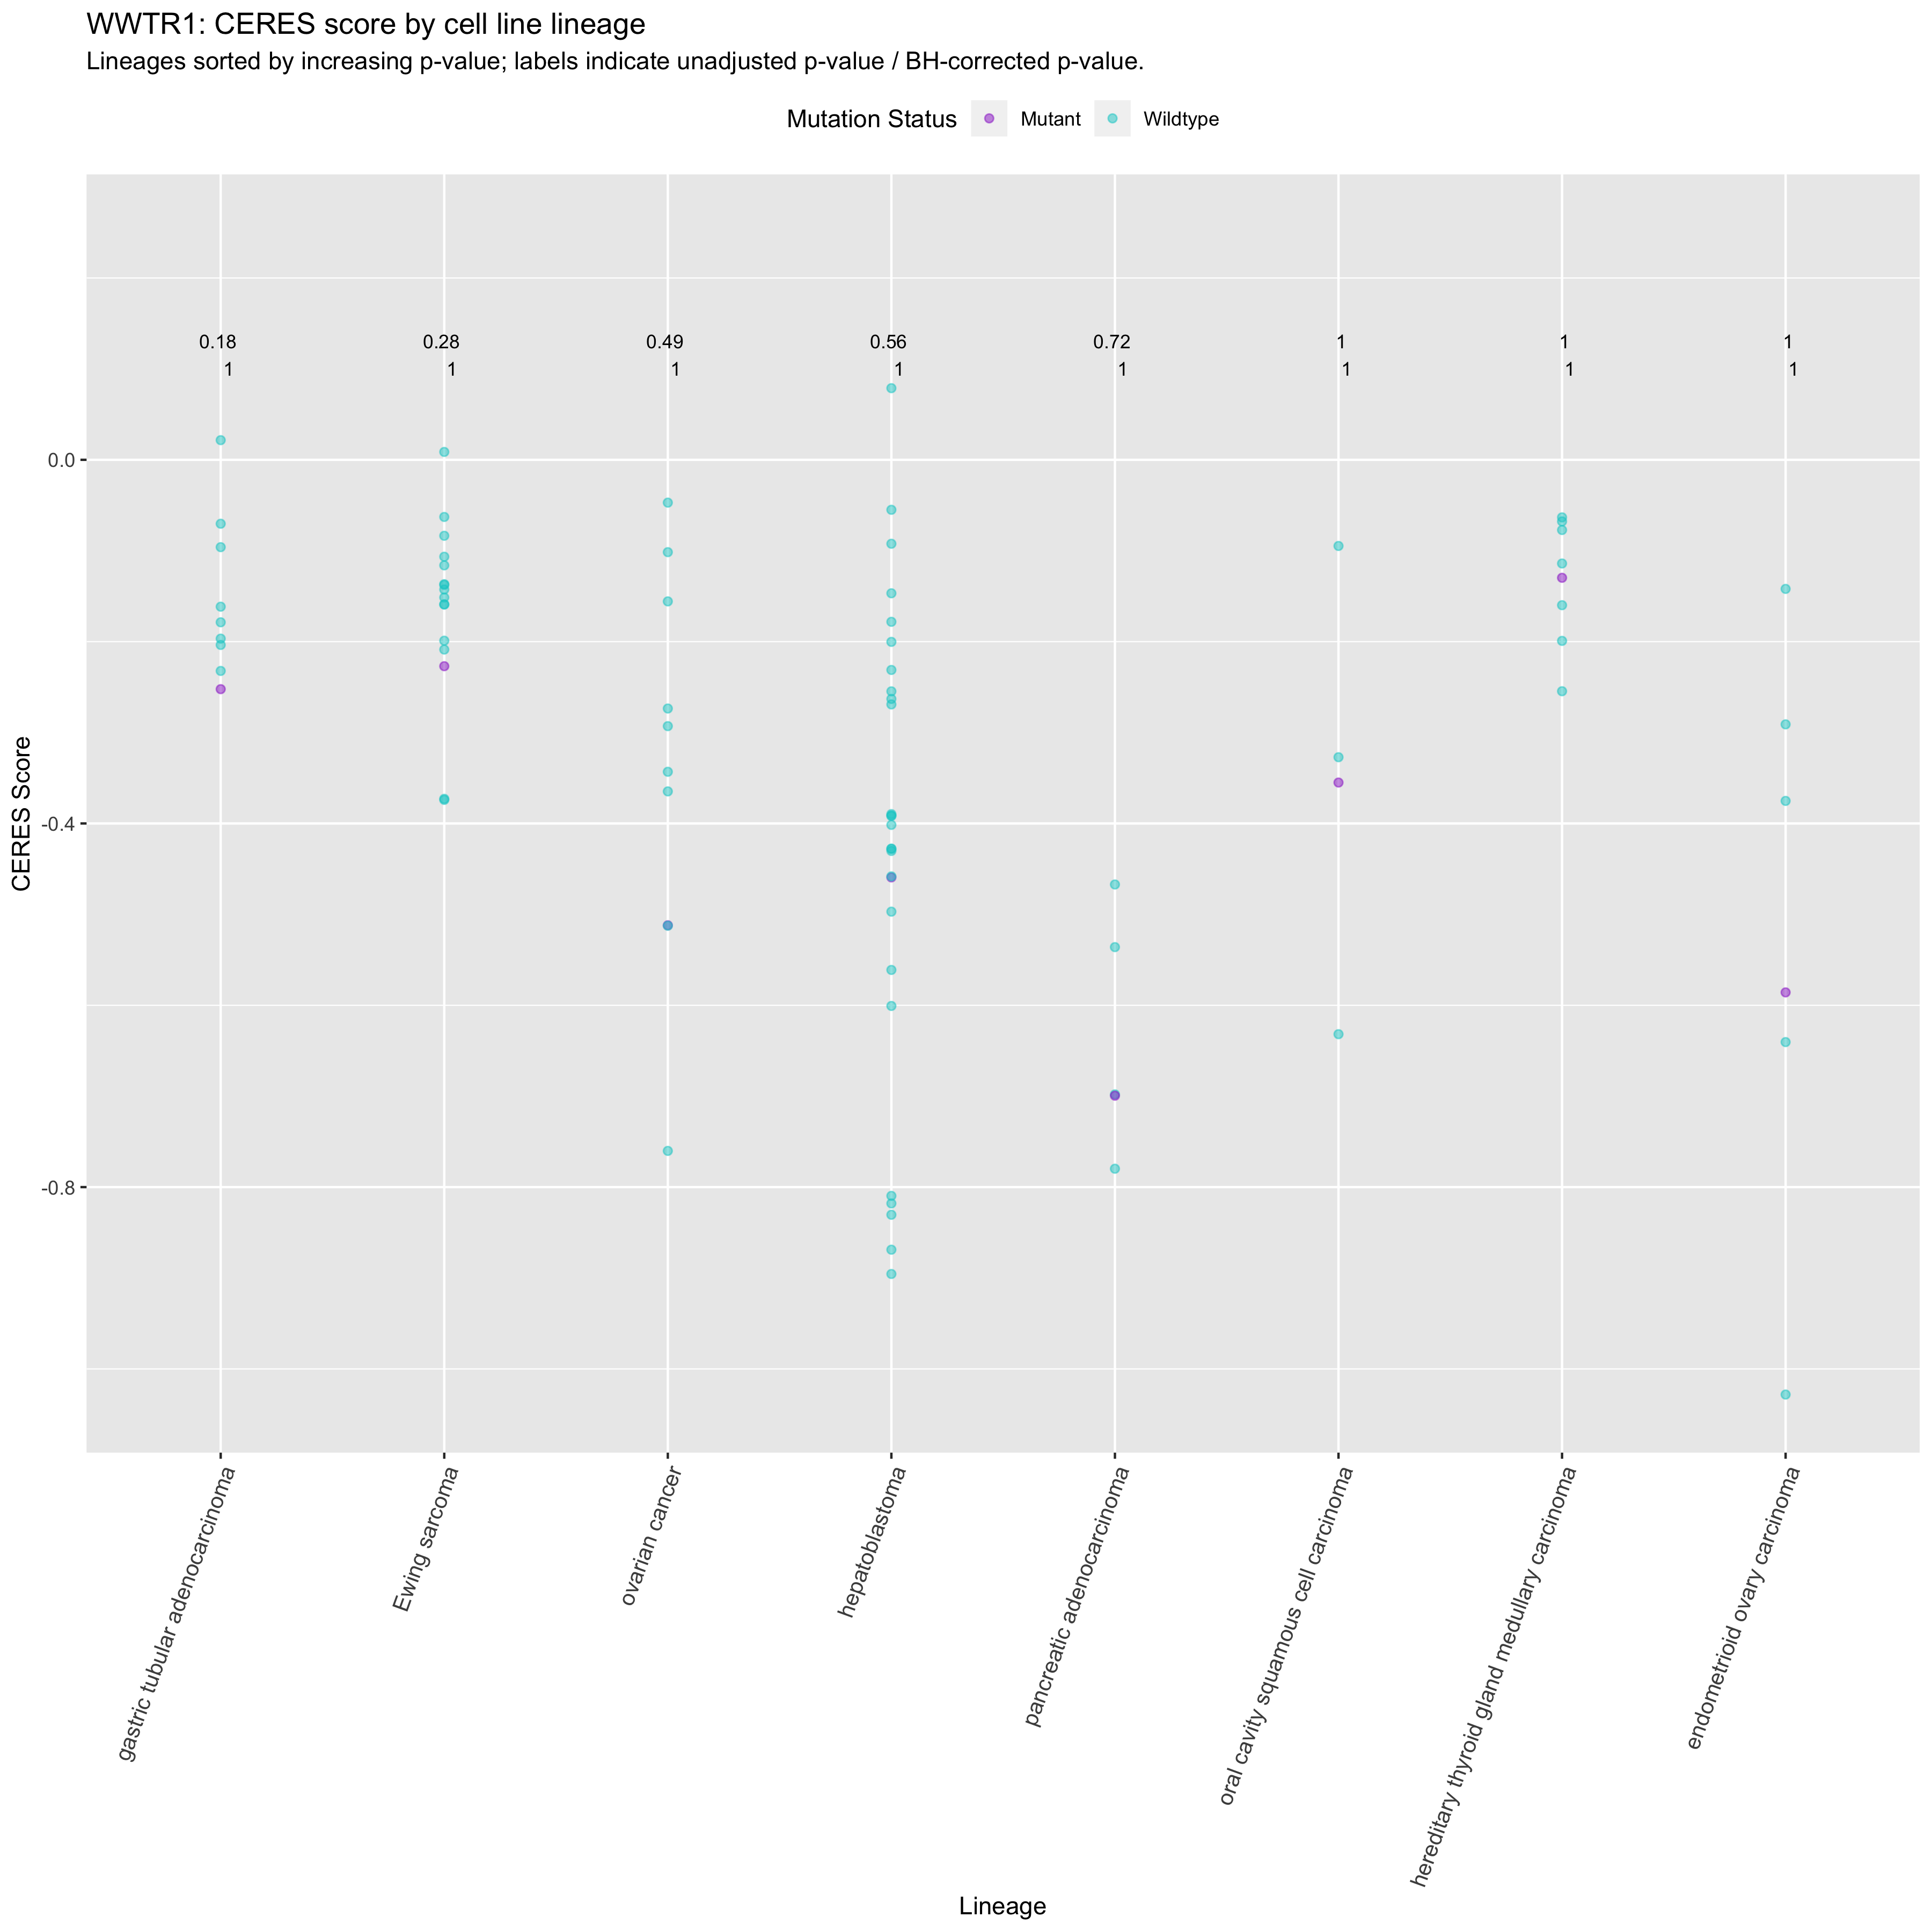 WWTR1: CERES score by cell line lineage
Lineages sorted by increasing p-value; labels indicate unadjusted p-value / BH-corrected p-value.
Mutation Status Mutant Wildtype
0.18 0.28 0.49 0.56 0.72 1 1 1
1 1 1 1 1 1 1 1
0.0
-0.4
-0.8
CERES Score
gastric tubular adenocarcinoma
Ewing sarcoma
ovarian cancer
hepatoblastoma
pancreatic adenocarcinoma
oral cavity squamous cell carcinoma
hereditary thyroid gland medullary carcinoma
endometrioid ovary carcinoma
Lineage